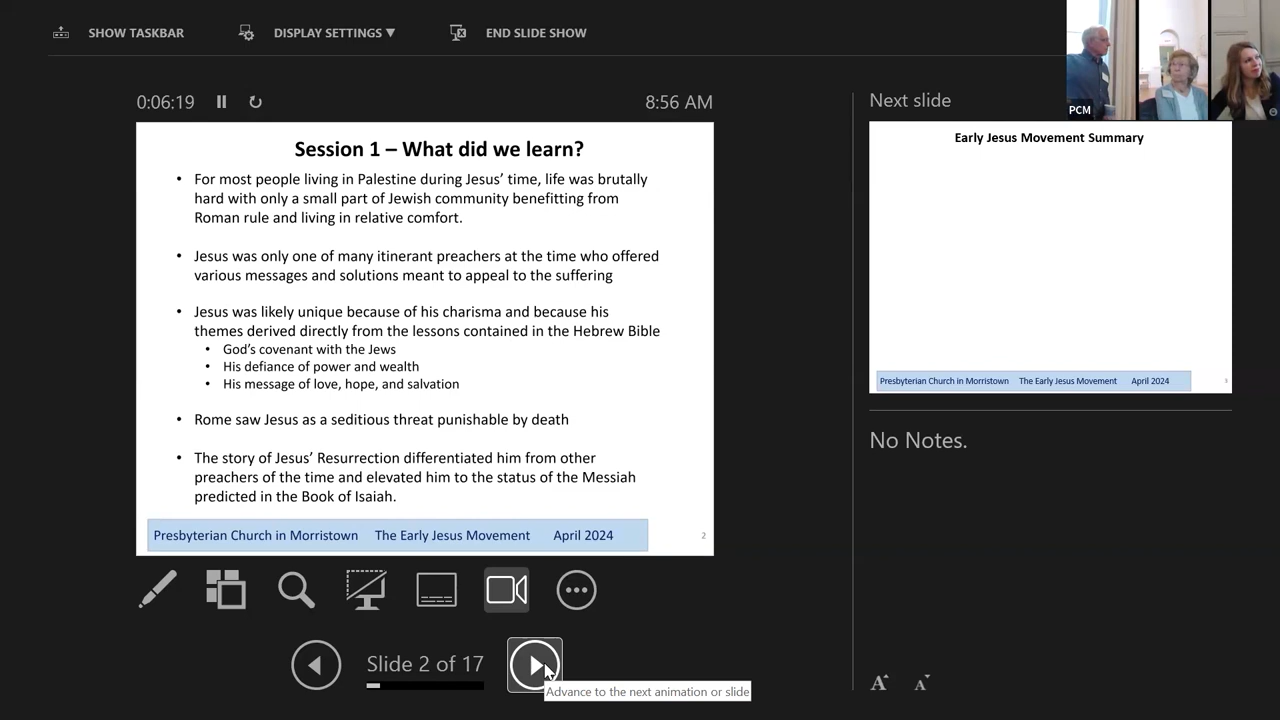 SHOW TASKBAR
DISPLAY SETTINGS ▼
END SLIDE SHOW
PCM
0:06:19
8:56 AM
Session 1 – What did we learn?
• For most people living in Palestine during Jesus’ time, life was brutally
hard with only a small part of Jewish community benefitting from
Roman rule and living in relative comfort.
• Jesus was only one of many itinerant preachers at the time who offered
various messages and solutions meant to appeal to the suffering
• Jesus was likely unique because of his charisma and because his
themes derived directly from the lessons contained in the Hebrew Bible
• God’s covenant with the Jews
• His defiance of power and wealth
• His message of love, hope, and salvation
• Rome saw Jesus as a seditious threat punishable by death
• The story of Jesus’ Resurrection differentiated him from other
preachers of the time and elevated him to the status of the Messiah
predicted in the Book of Isaiah.
Presbyterian Church in Morristown The Early Jesus Movement April 2024
2
Slide 2 of 17
Advance to the next animation or slide
Next slide
Early Jesus Movement Summary
Presbyterian Church in Morristown The Early Jesus Movement April 2024
3
No Notes.
A A